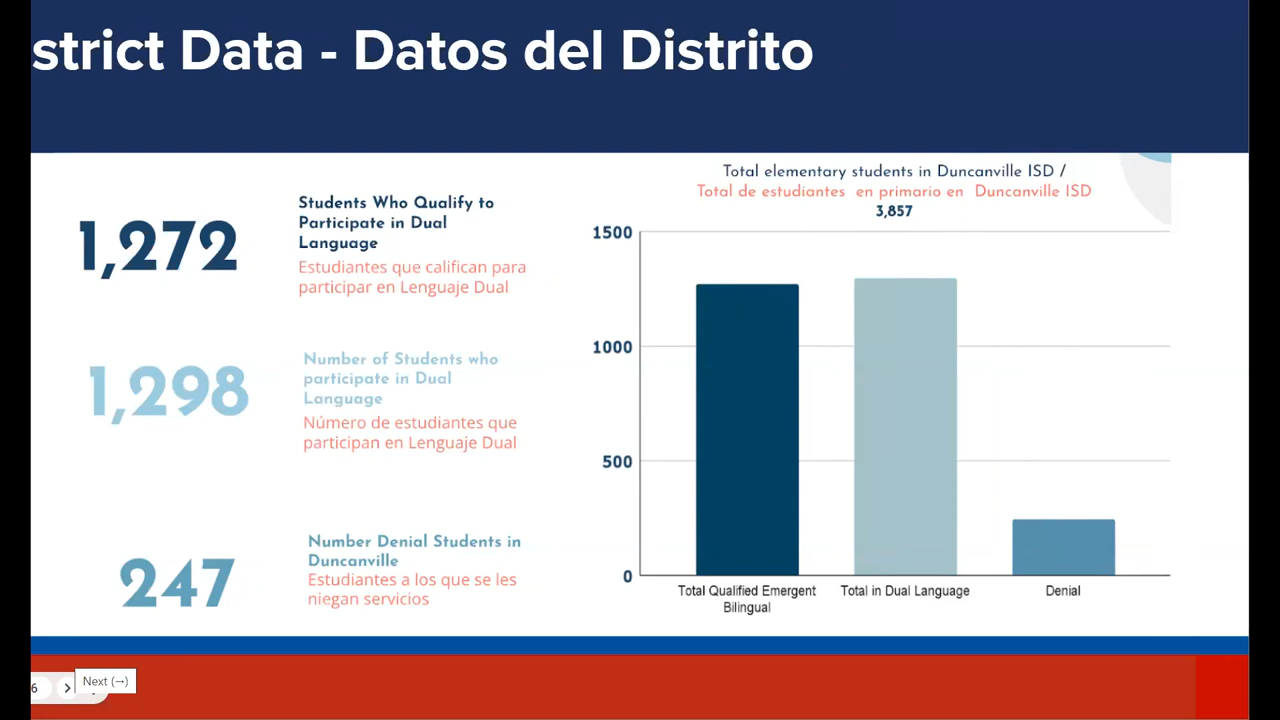 strict Data - Datos del Distrito
1,272
Students Who Qualify to
Participate in Dual
Language
Estudiantes que califican para
participar en Lenguaje Dual
1,298
Number of Students who
participate in Dual
Language
Número de estudiantes que
participan en Lenguaje Dual
247
Number Denial Students in
Duncanville
Estudiantes a los que se les
niegan servicios
Total elementary students in Duncanville ISD /
Total de estudiantes en primario en Duncanville ISD
3,857
1500
1000
500
0
Total Qualified Emergent
Bilingual
Total in Dual Language
Denial
6
Next (→)